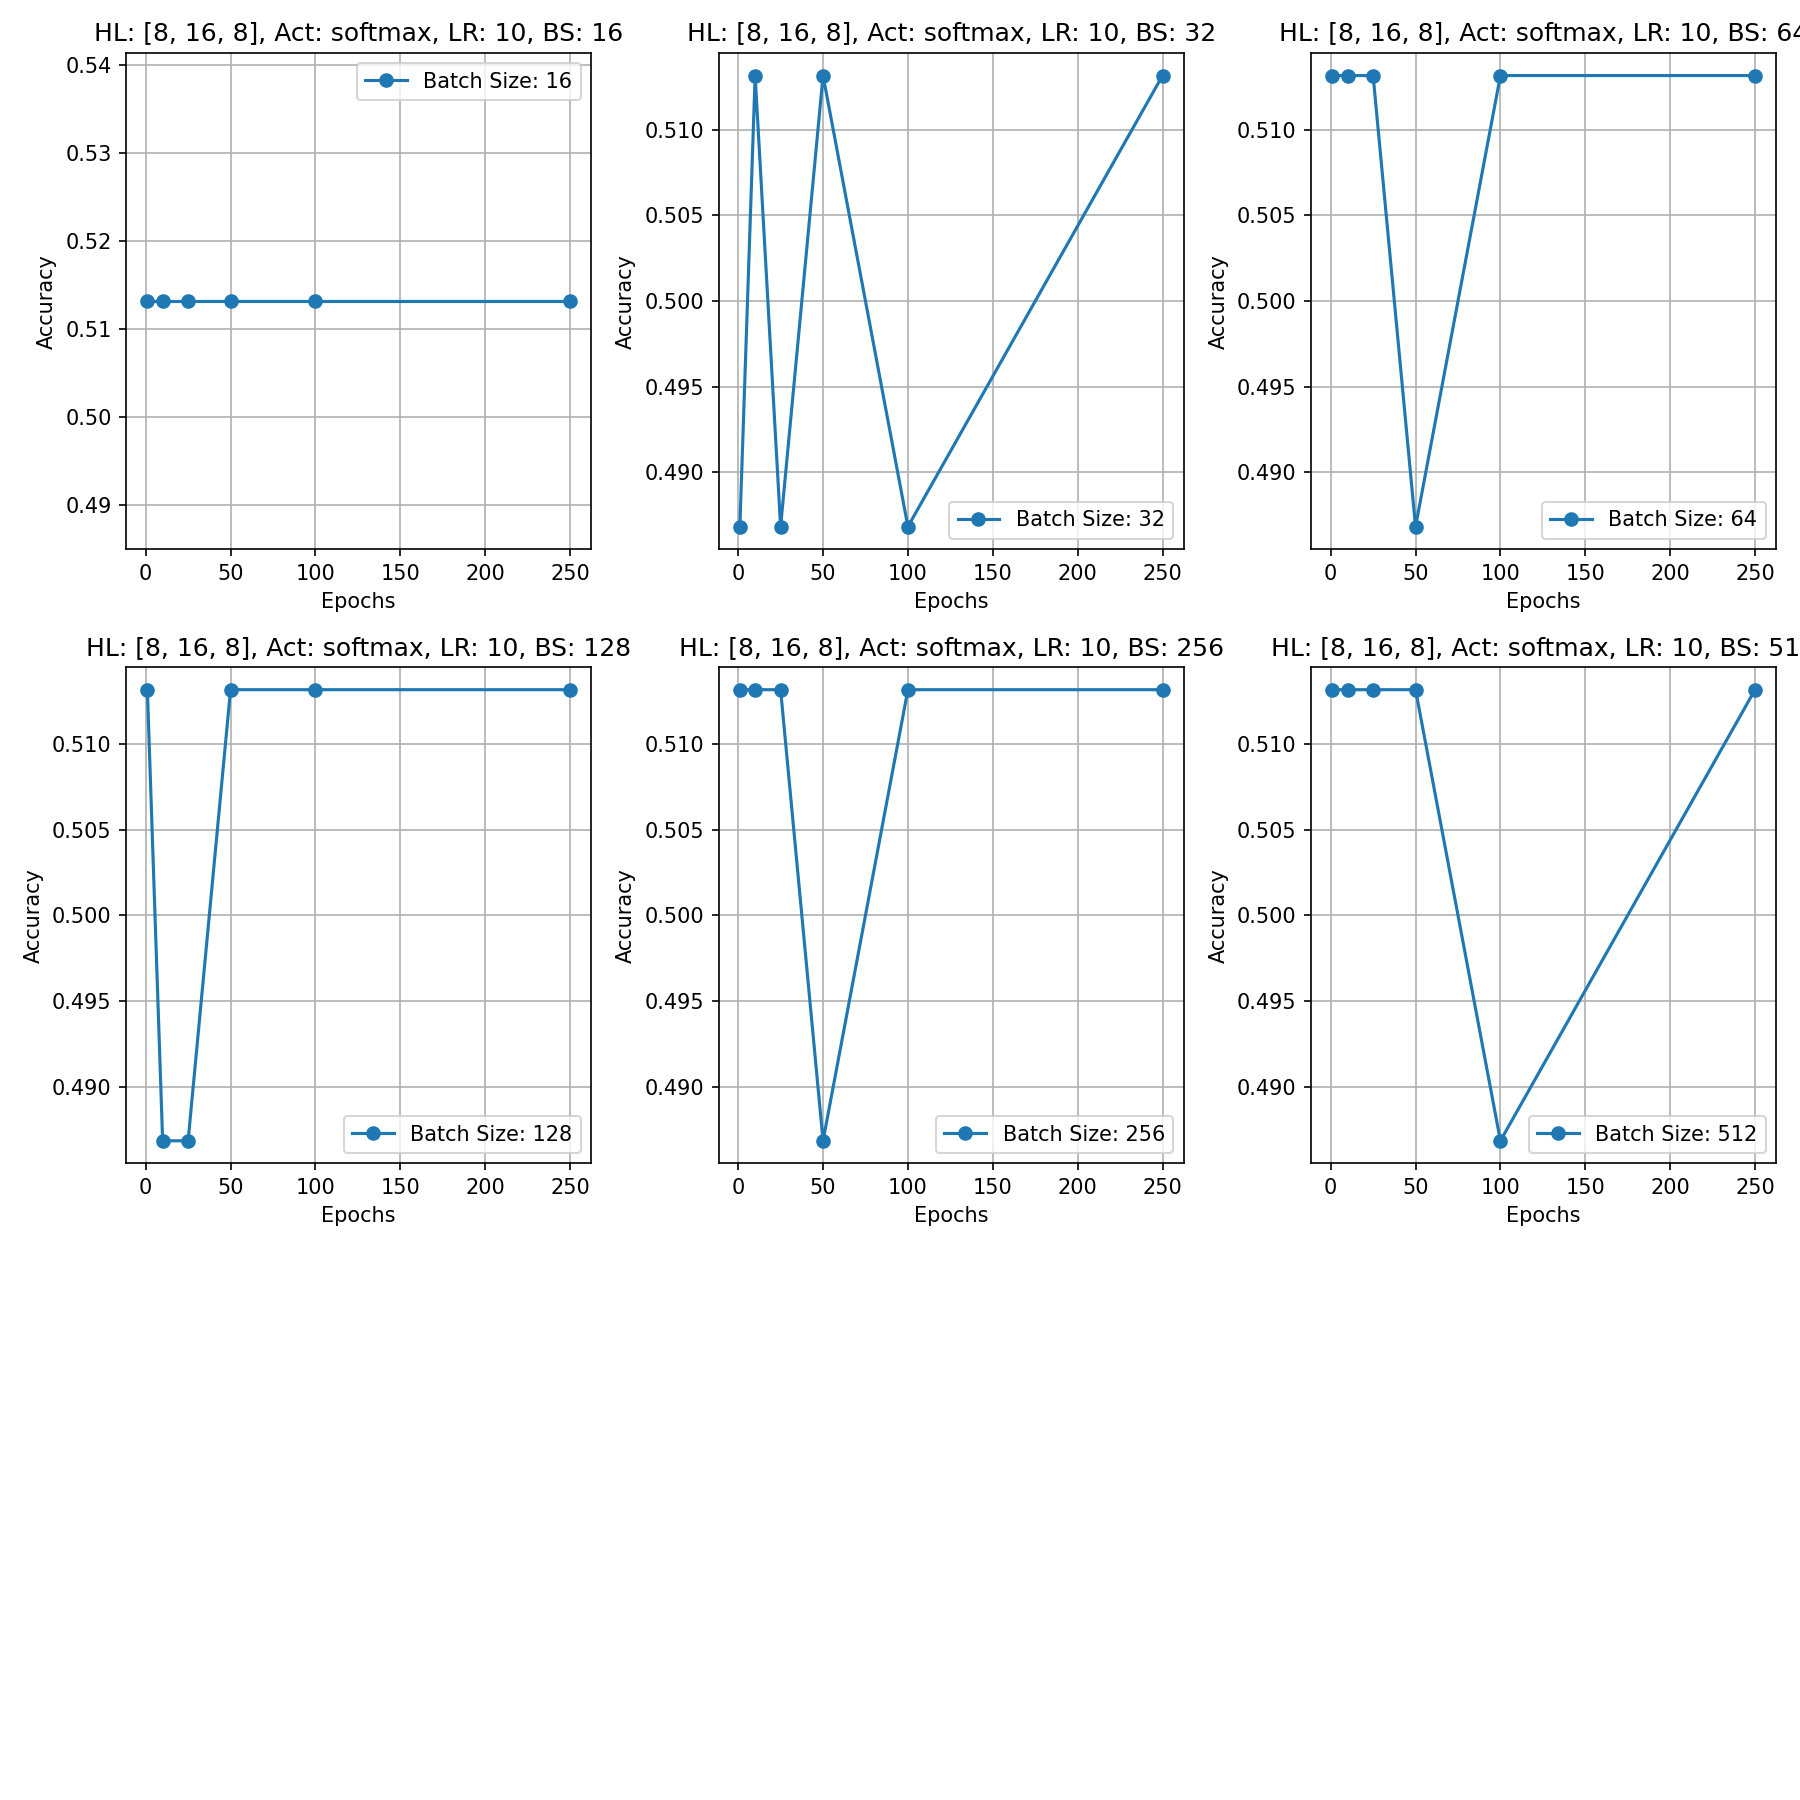 HL: [8, 16, 8], Act: softmax, LR: 10, BS: 16
0.54
0.53
0.52
0.51
0.50
0.49
Accuracy
Batch Size: 16
0 50 100 150 200 250
Epochs
HL: [8, 16, 8], Act: softmax, LR: 10, BS: 32
0.510
0.505
0.500
0.495
0.490
Accuracy
Batch Size: 32
0 50 100 150 200 250
Epochs
HL: [8, 16, 8], Act: softmax, LR: 10, BS: 64
0.510
0.505
0.500
0.495
0.490
Accuracy
Batch Size: 64
0 50 100 150 200 250
Epochs
HL: [8, 16, 8], Act: softmax, LR: 10, BS: 128
0.510
0.505
0.500
0.495
0.490
Accuracy
Batch Size: 128
0 50 100 150 200 250
Epochs
HL: [8, 16, 8], Act: softmax, LR: 10, BS: 256
0.510
0.505
0.500
0.495
0.490
Accuracy
Batch Size: 256
0 50 100 150 200 250
Epochs
HL: [8, 16, 8], Act: softmax, LR: 10, BS: 51
0.510
0.505
0.500
0.495
0.490
Accuracy
Batch Size: 512
0 50 100 150 200 250
Epochs